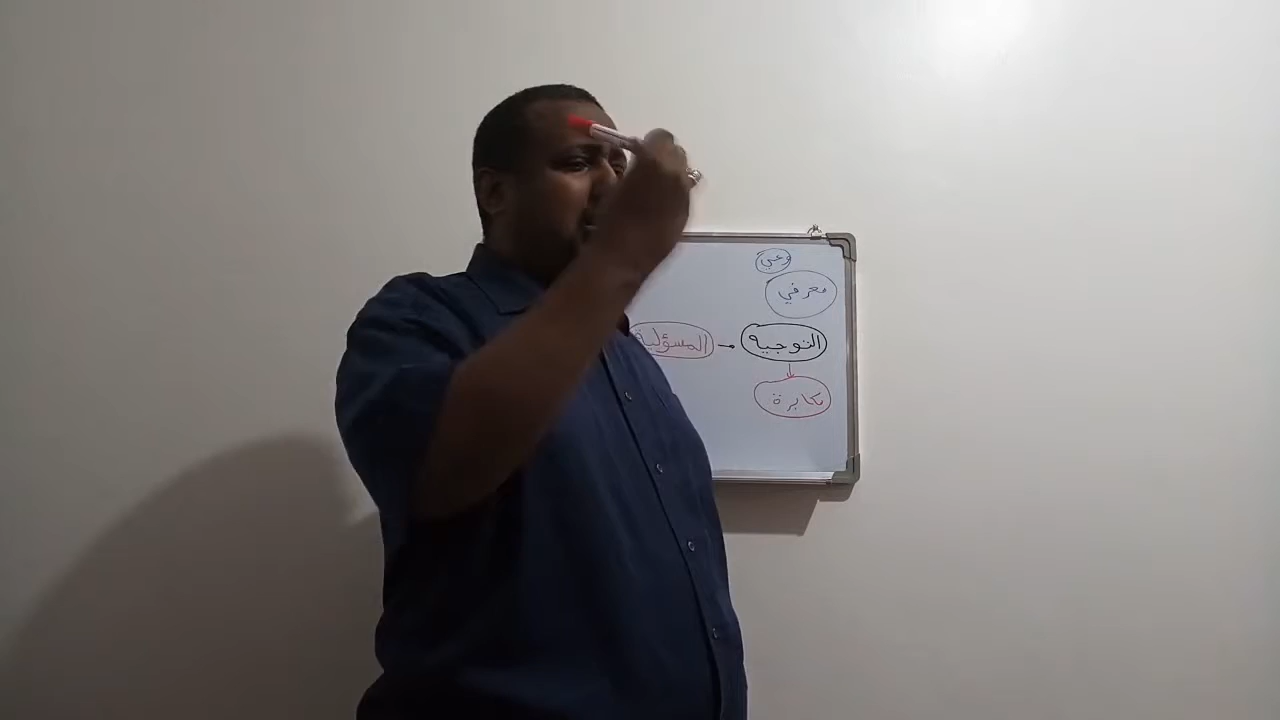 وعي
معرفي
التوجيه → المسؤلية
مكابرة